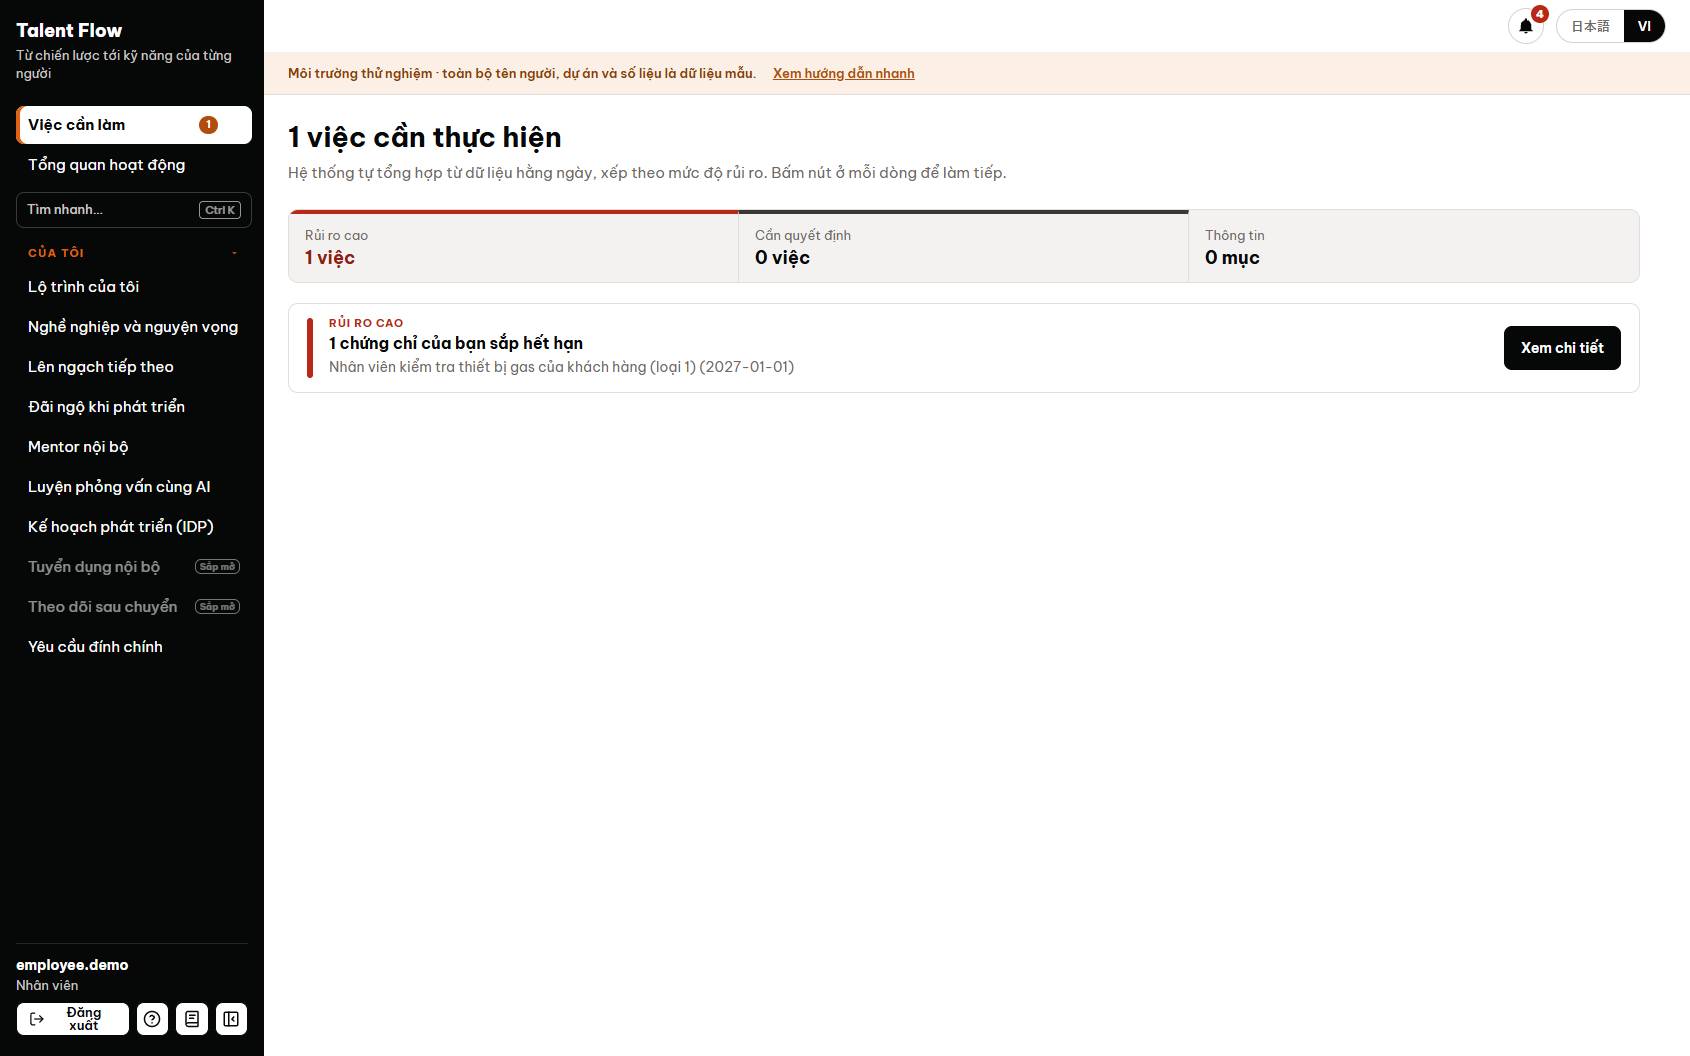 Talent Flow
Từ chiến lược tới kỹ năng của từng
người
Việc cần làm 1
Tổng quan hoạt động
Tìm nhanh... Ctrl K
CỦA TÔI
Lộ trình của tôi
Nghề nghiệp và nguyện vọng
Lên ngạch tiếp theo
Đãi ngộ khi phát triển
Mentor nội bộ
Luyện phỏng vấn cùng AI
Kế hoạch phát triển (IDP)
Tuyển dụng nội bộ Sắp mở
Theo dõi sau chuyển Sắp mở
Yêu cầu đính chính
employee.demo
Nhân viên
Đăng
xuất
4
日本語 VI
Môi trường thử nghiệm · toàn bộ tên người, dự án và số liệu là dữ liệu mẫu. Xem hướng dẫn nhanh
1 việc cần thực hiện
Hệ thống tự tổng hợp từ dữ liệu hằng ngày, xếp theo mức độ rủi ro. Bấm nút ở mỗi dòng để làm tiếp.
Rủi ro cao
1 việc
Cần quyết định
0 việc
Thông tin
0 mục
RỦI RO CAO
1 chứng chỉ của bạn sắp hết hạn
Nhân viên kiểm tra thiết bị gas của khách hàng (loại 1) (2027-01-01)
Xem chi tiết